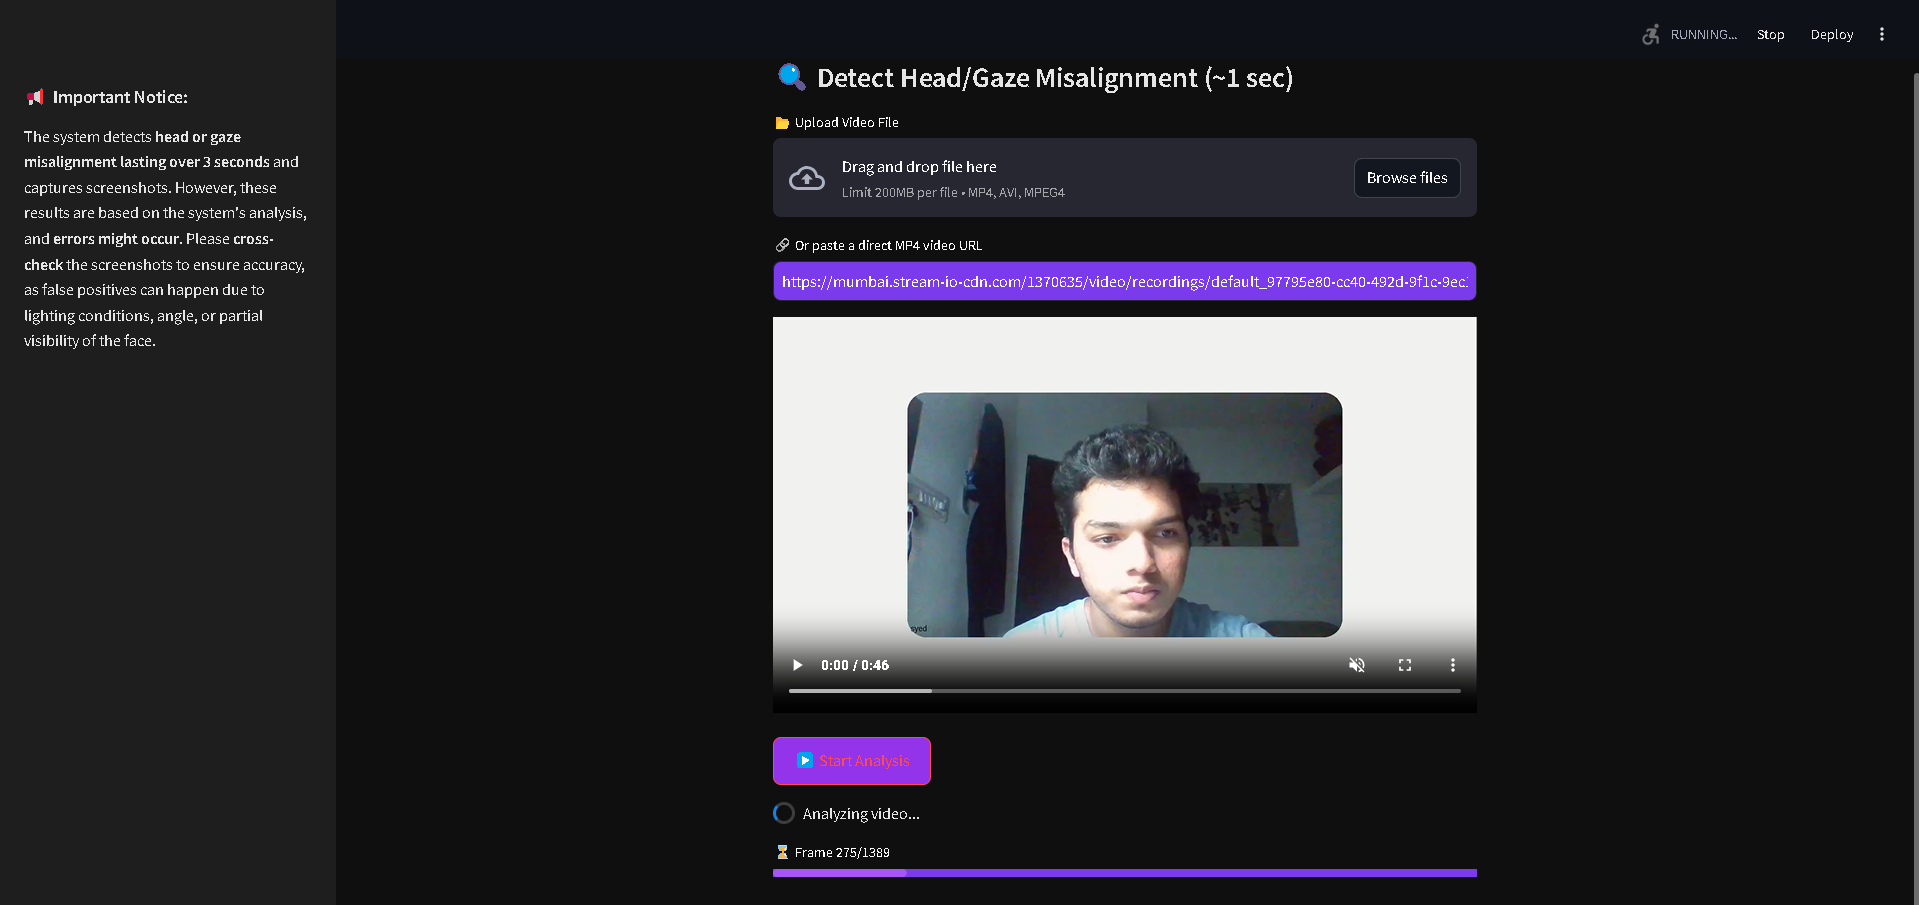 RUNNING...
Stop
Deploy
Important Notice:
The system detects head or gaze
misalignment lasting over 3 seconds and
captures screenshots. However, these
results are based on the system's analysis,
and errors might occur. Please cross-
check the screenshots to ensure accuracy,
as false positives can happen due to
lighting conditions, angle, or partial
visibility of the face.
Detect Head/Gaze Misalignment (~1 sec)
Upload Video File
Drag and drop file here
Limit 200MB per file • MP4, AVI, MPEG4
Browse files
Or paste a direct MP4 video URL
https://mumbai.stream-io-cdn.com/1370635/video/recordings/default_97795e80-cc40-492d-9f1c-9ec
syed
0:00 / 0:46
Start Analysis
Analyzing video...
Frame 275/1389